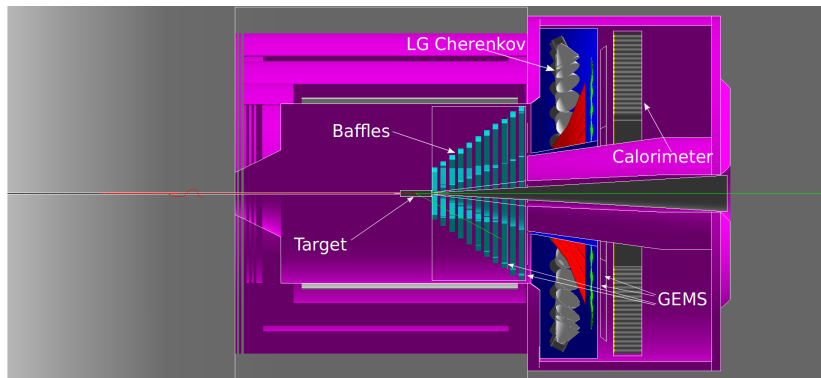 LG Cherenkov
Baffles
Calorimeter
Target
GEMS